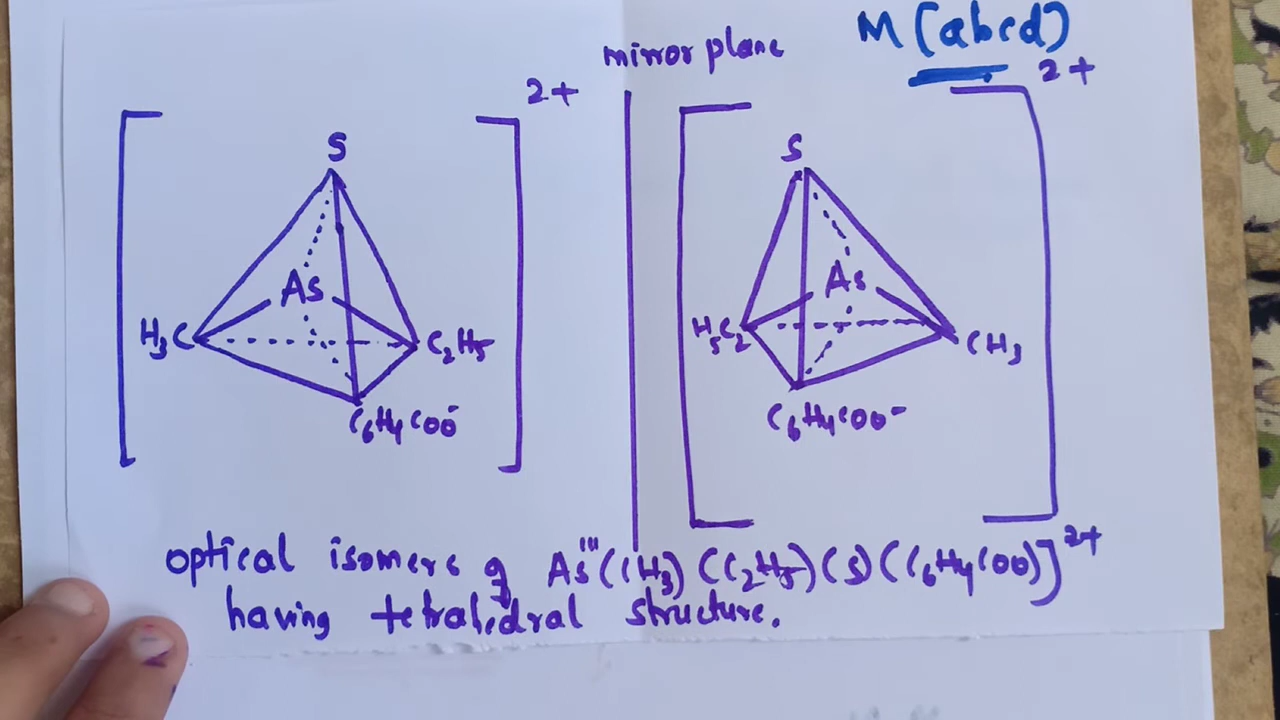 mirror plane
M(abcd)
2+
2+
S
S
As
As
H₃C
C₂H₅
H₅C₂
CH₃
C₆H₄COO⁻
C₆H₄COO⁻
optical isomers of As'''(CH₃)(C₂H₅)(S)(C₆H₄COO)]²⁺
having tetrahedral structure.